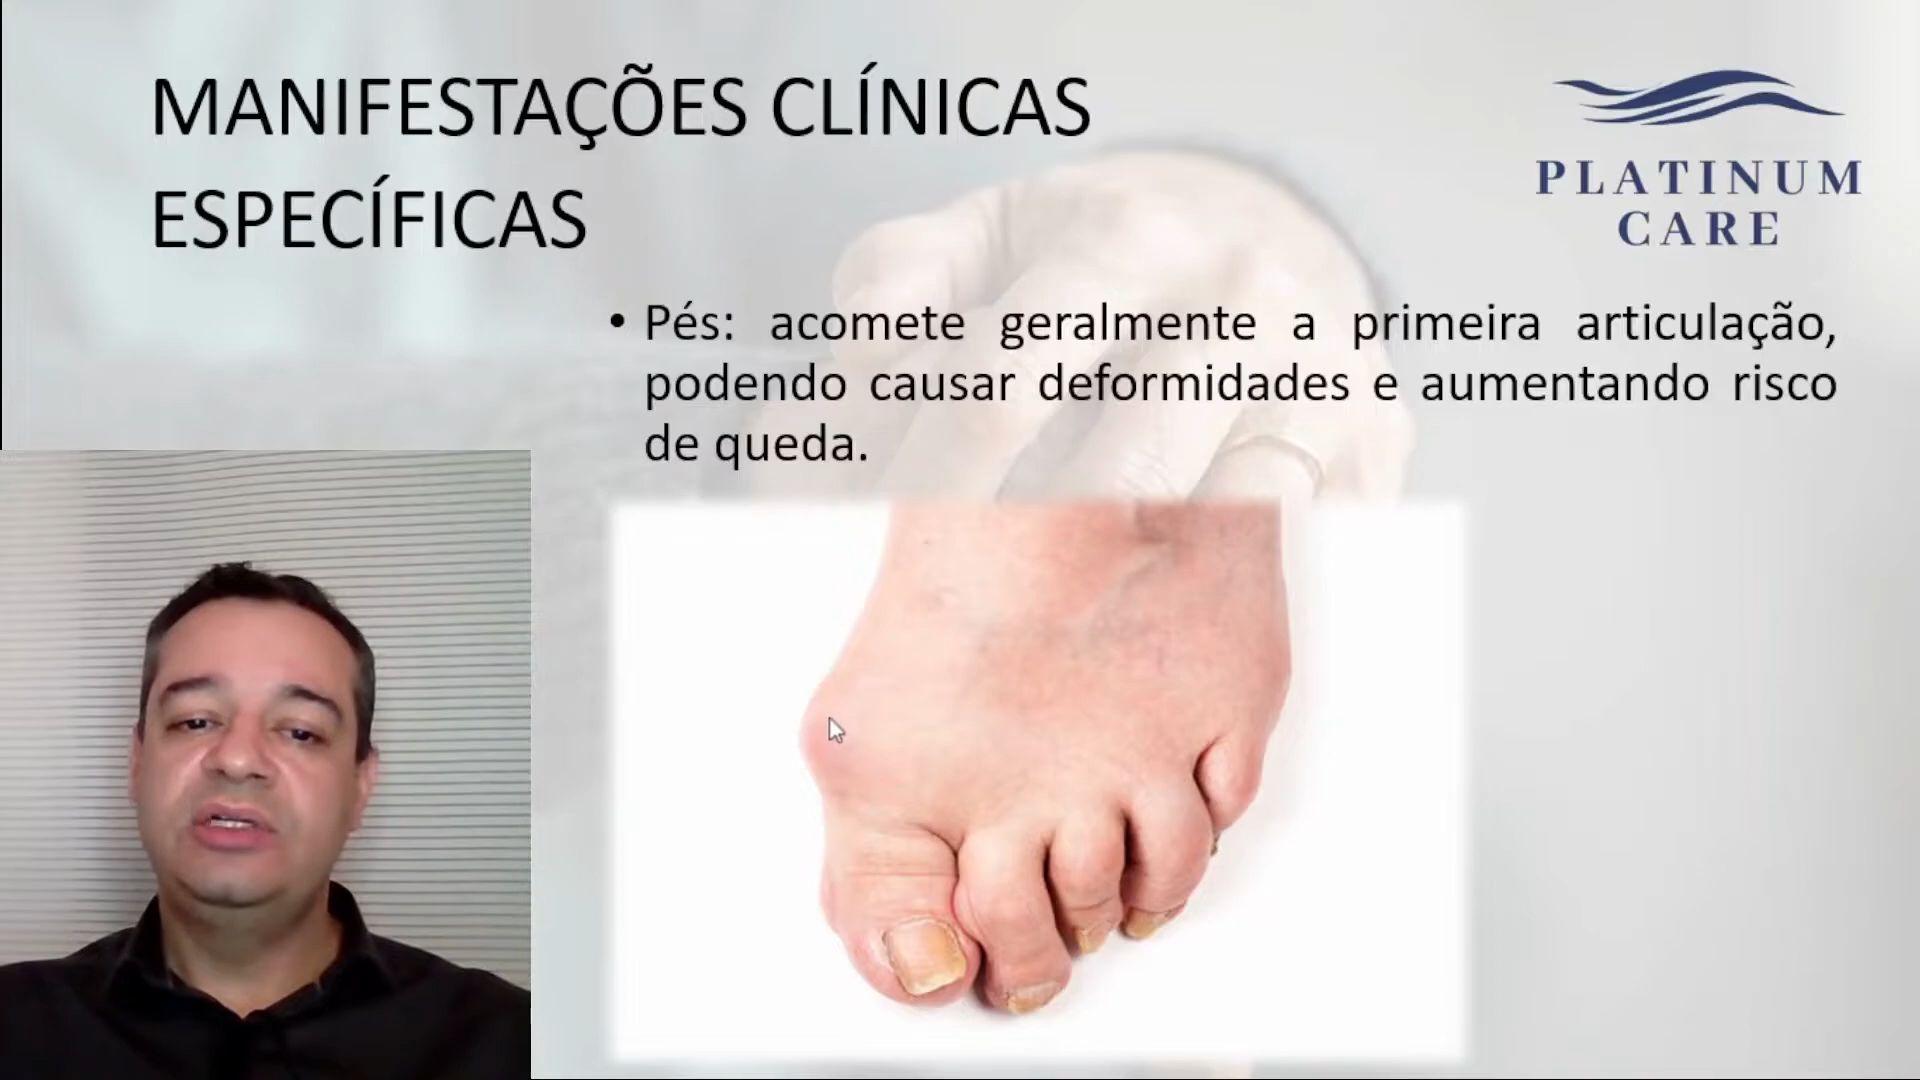 MANIFESTAÇÕES CLÍNICAS
ESPECÍFICAS
PLATINUM
CARE
• Pés: acomete geralmente a primeira articulação,
podendo causar deformidades e aumentando risco
de queda.